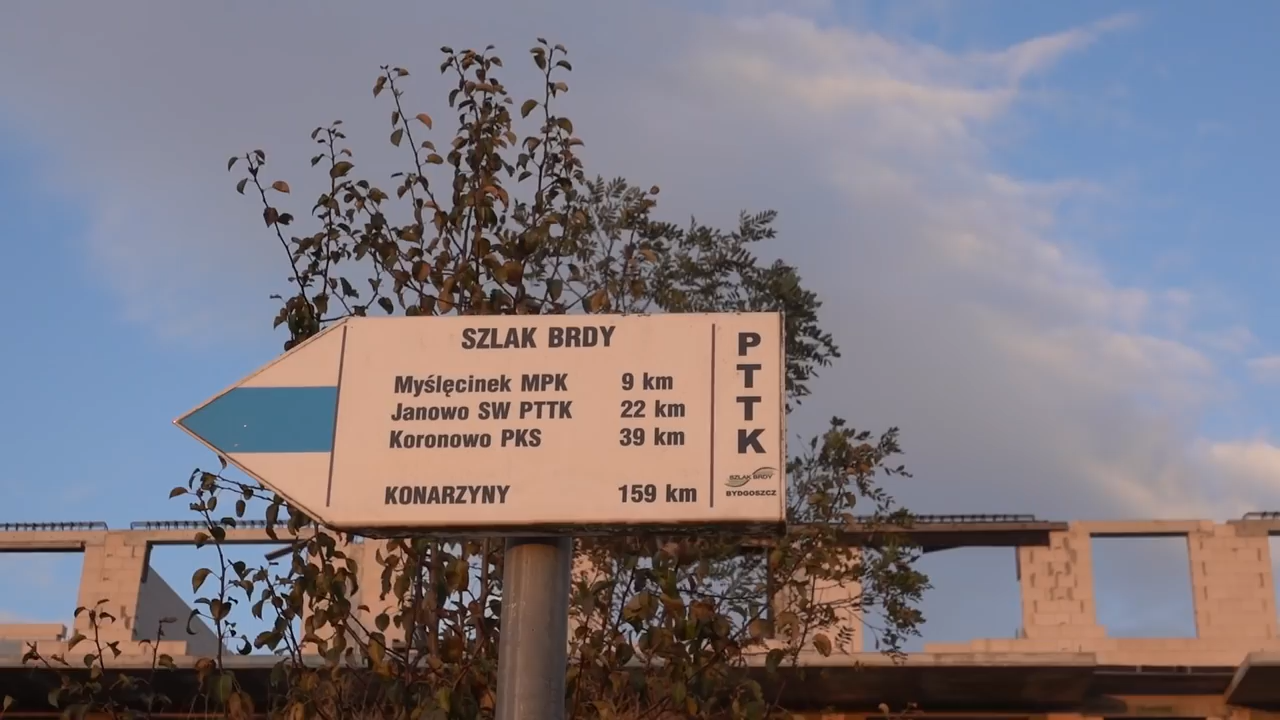 SZLAK BRDY
Myślęcinek MPK 9 km
Janowo SW PTTK 22 km
Koronowo PKS 39 km
KONARZYNY 159 km
PTTK
SZLAK BRDY
BYDGOSZCZ